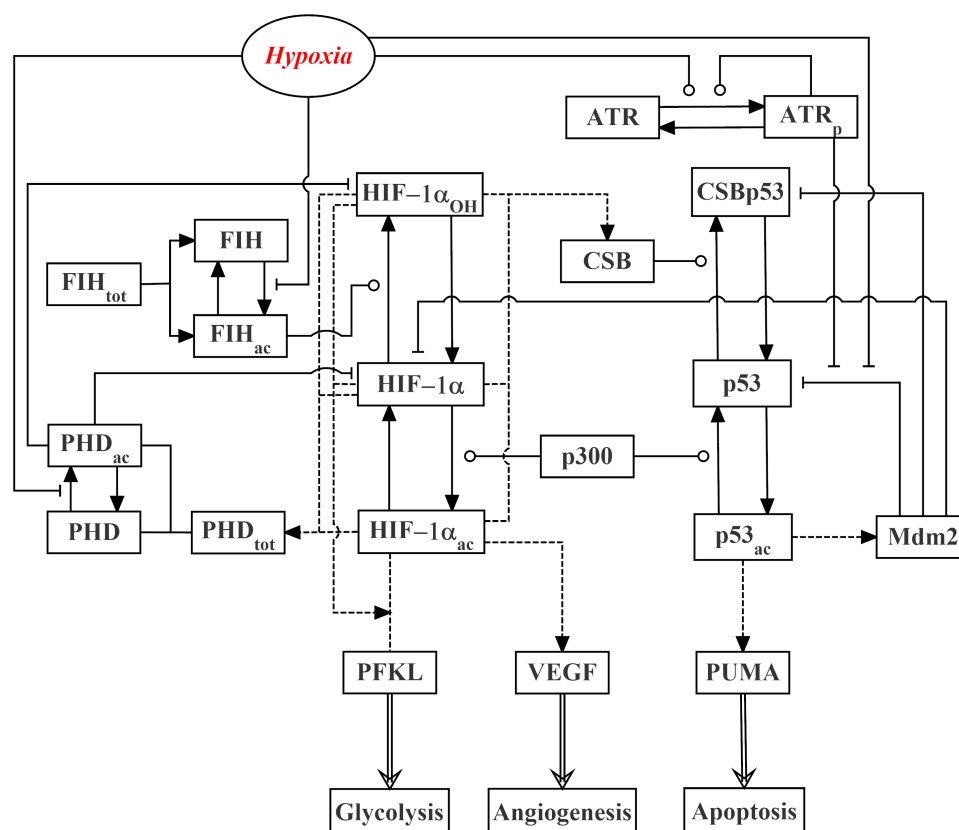 Hypoxia
ATR
ATRp
HIF–1αOH
CSBp53
FIH
CSB
FIHtot
FIHac
HIF–1α
p53
PHDac
p300
PHD
PHDtot
HIF–1αac
p53ac
Mdm2
PFKL
VEGF
PUMA
Glycolysis
Angiogenesis
Apoptosis